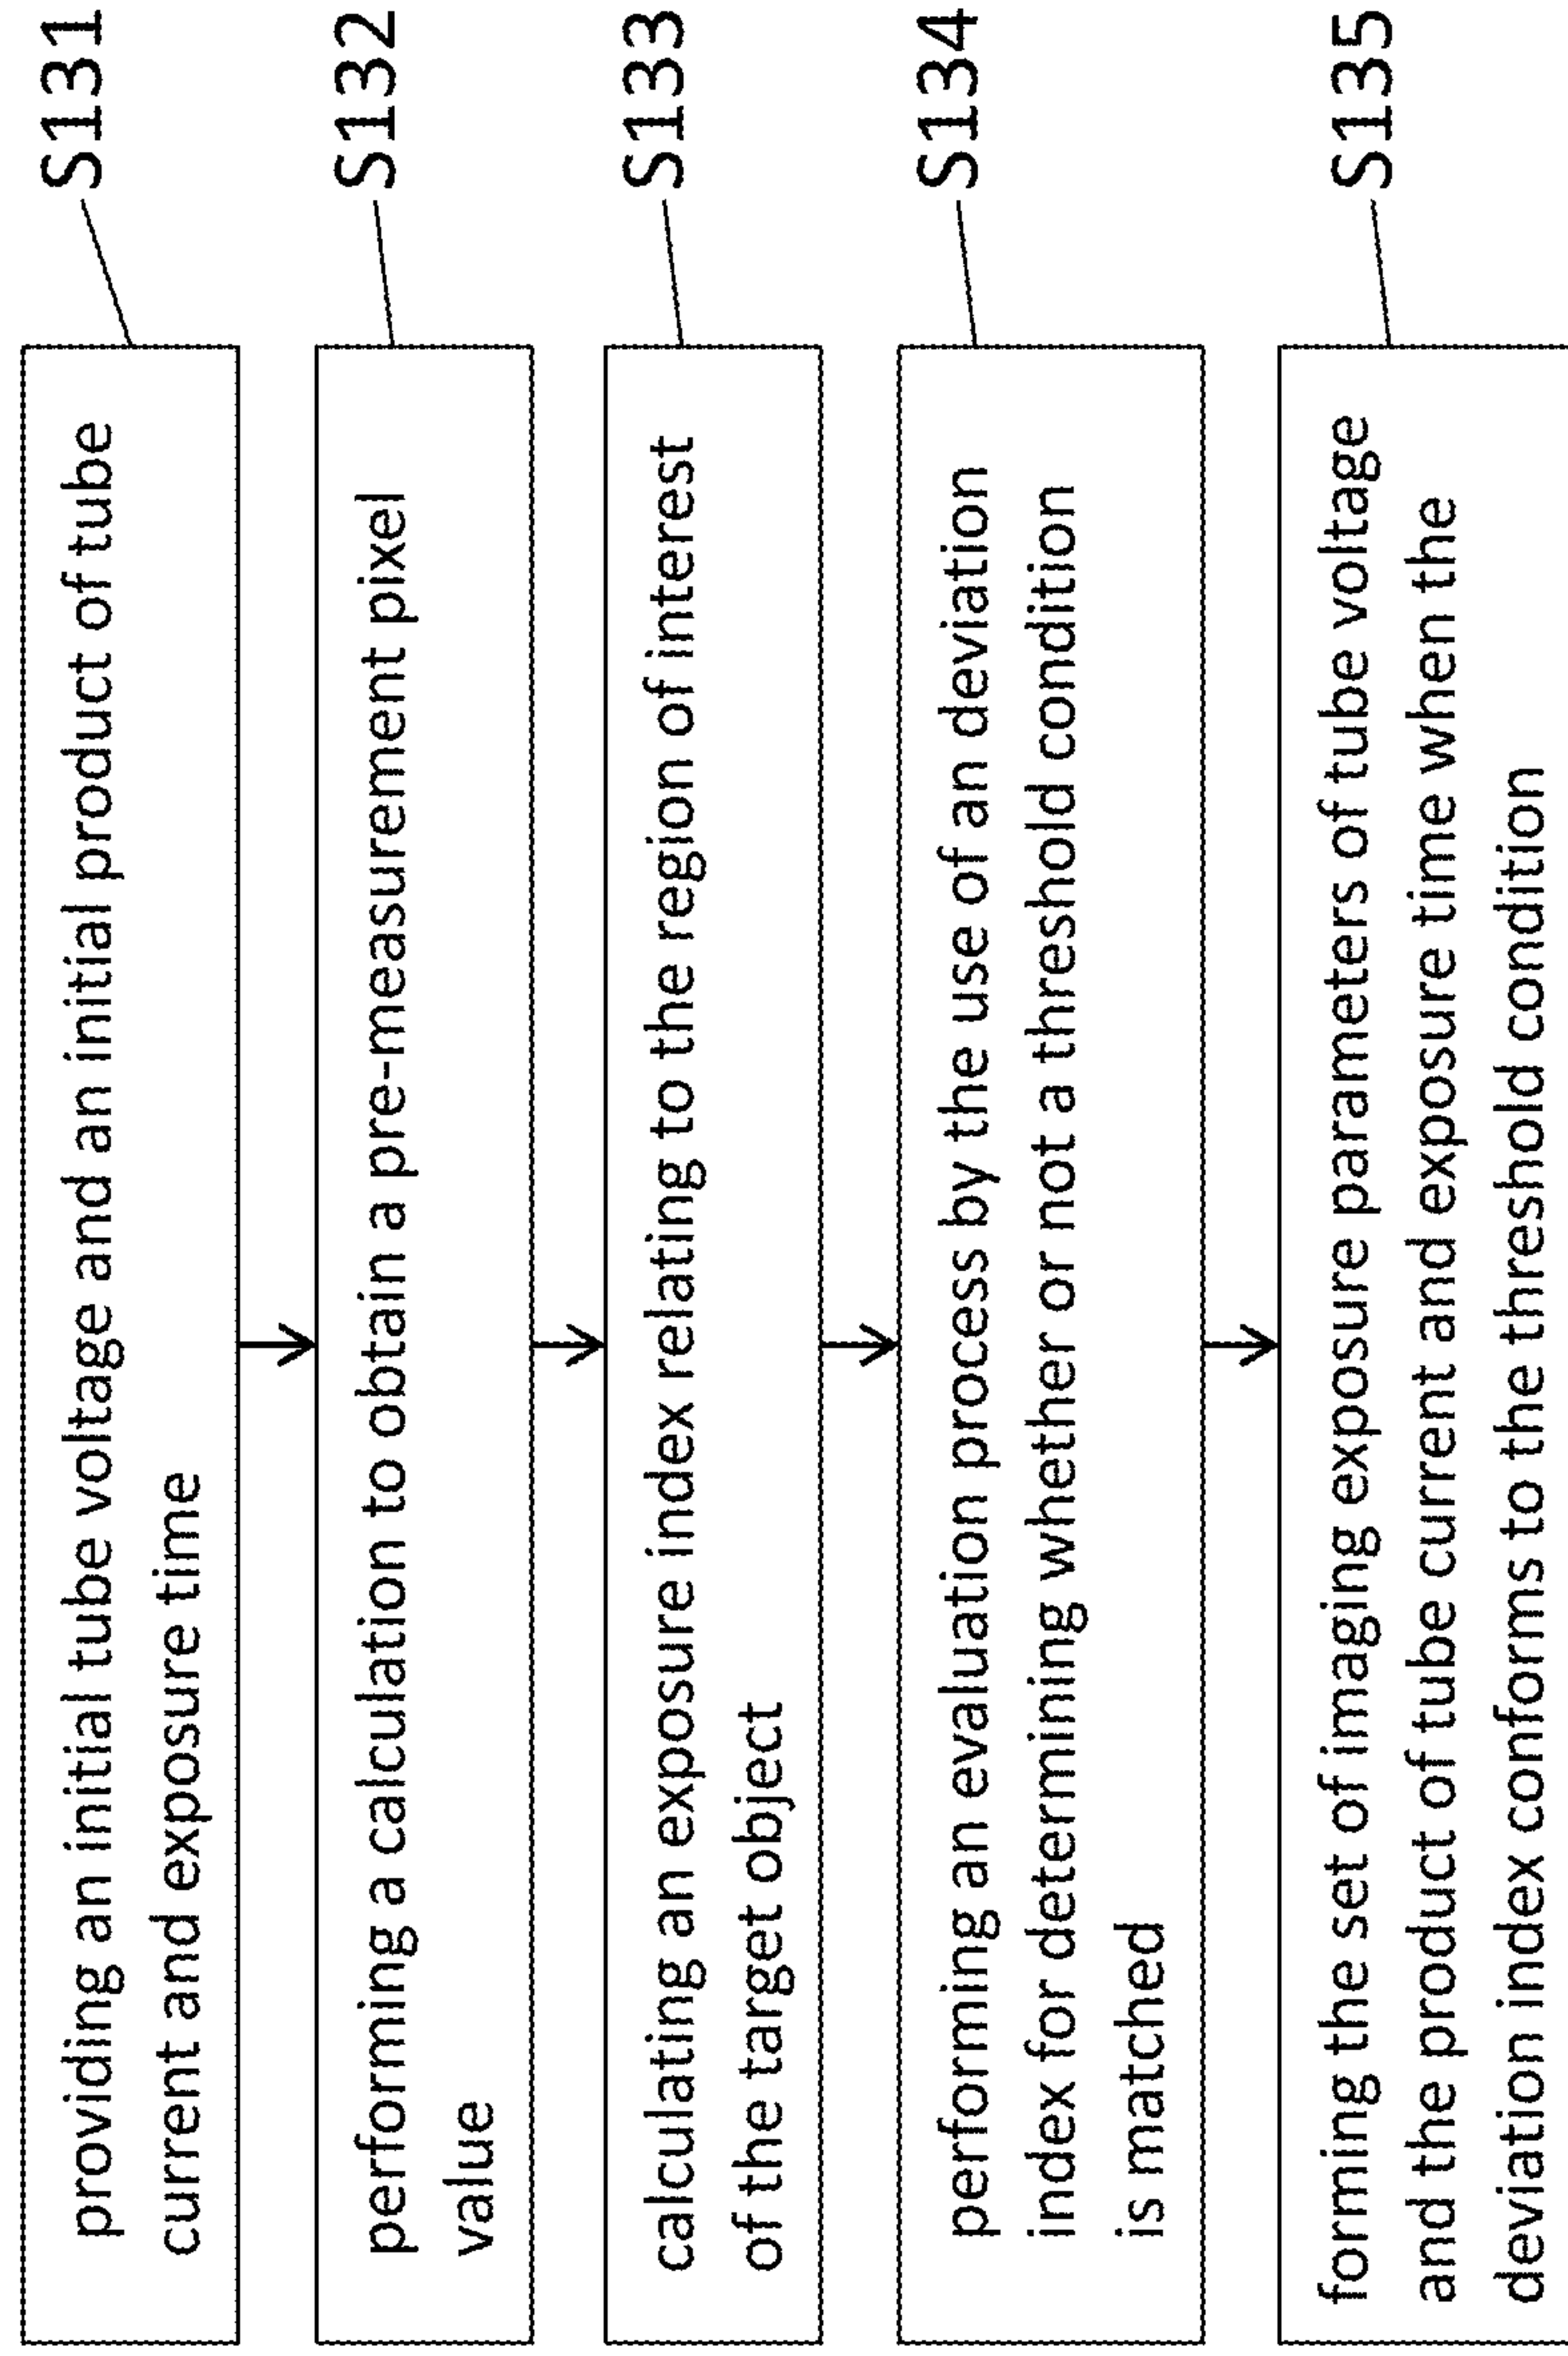 providing an initial tube voltage and an initial product of tube
current and exposure time
S131
performing a calculation to obtain a pre-measurement pixel
value
S132
calculating an exposure index relating to the region of interest
of the target object
S133
performing an evaluation process by the use of an deviation
index for determining whether or not a threshold condition
is matched
S134
forming the set of imaging exposure parameters of tube voltage
and the product of tube current and exposure time when the
deviation index conforms to the threshold condition
S135